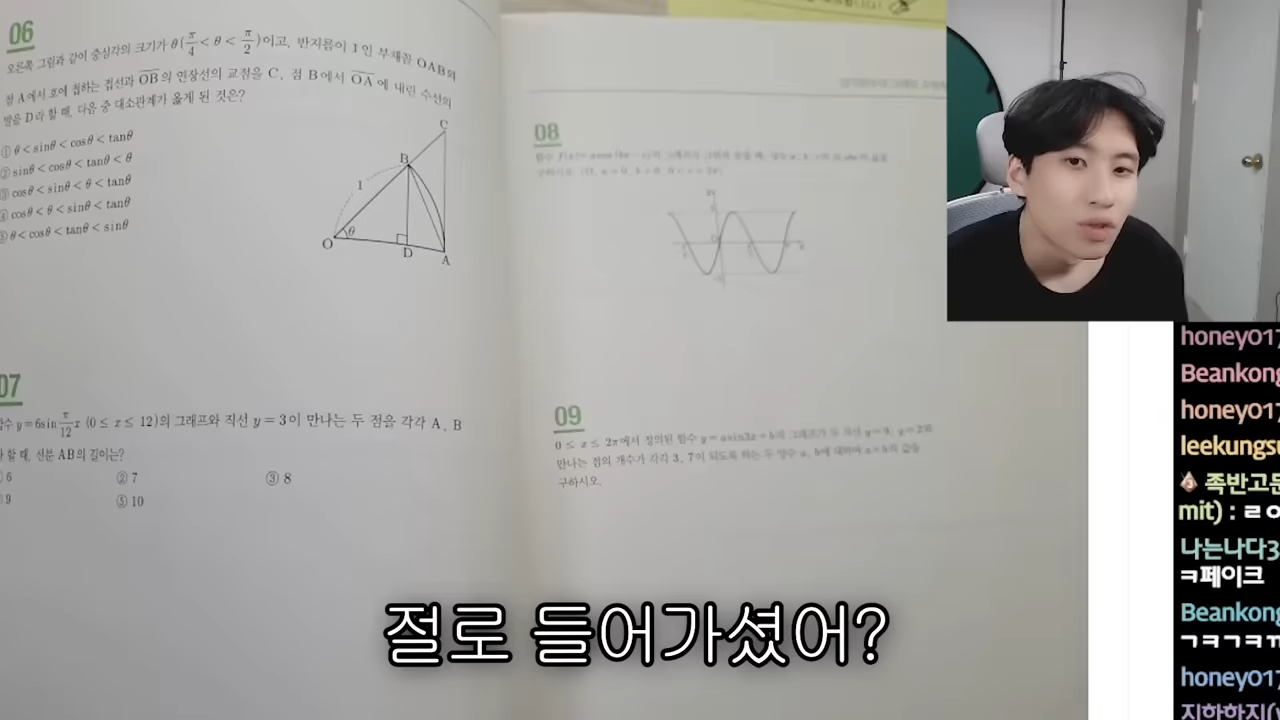 06
오른쪽 그림과 같이 중심각의 크기가 θ(π/4 < θ < π/2)이고, 반지름이 1인 부채꼴 OAB의
점 A에서 호에 접하는 접선과 OB의 연장선의 교점을 C, 점 B에서 OA에 내린 수선의
발을 D라 할 때, 다음 중 대소관계가 옳게 된 것은?
① θ < sinθ < cosθ < tanθ
② sinθ < cosθ < tanθ < θ
③ cosθ < sinθ < θ < tanθ
④ cosθ < θ < sinθ < tanθ
⑤ θ < cosθ < tanθ < sinθ
C
B
1
O
θ
D
A
07
함수 y=6sin π/12 x (0 ≤ x ≤ 12)의 그래프와 직선 y=3이 만나는 두 점을 각각 A, B
라 할 때, 선분 AB의 길이는?
① 6
② 7
③ 8
④ 9
⑤ 10
08
09
0 ≤ x ≤ 2π에서 정의된 함수 y=asin3x+b의 그래프가 두 직선 y=9, y=2와
만나는 점의 개수가 각각 3, 7이 되도록 하는 두 양수 a, b에 대하여 a×b의 값을
구하시오.
honey017
Beankong
honey017
leekungsu
족반고문
mit) : ㄹㅇ
나는나다3
ㅋ페이크
Beankong
ㄱㅋㄱㅋㄲ
honey017
지하하지(y
절로 들어가셨어?